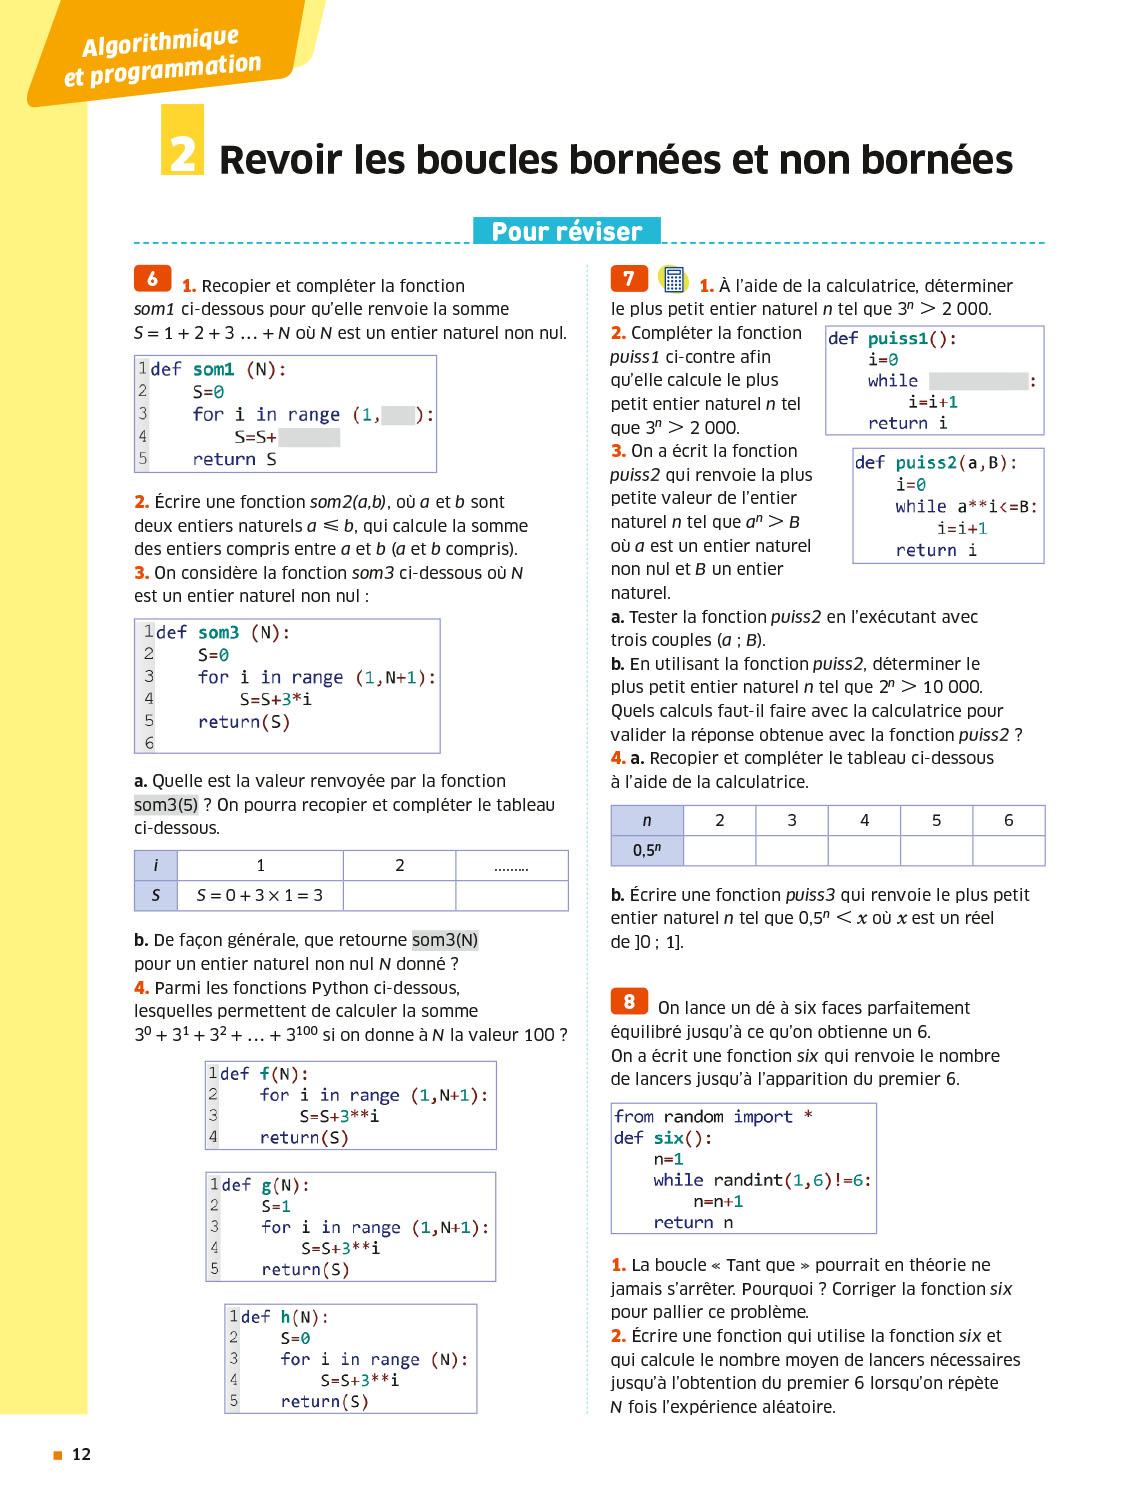 Algorithmique
et programmation
2 Revoir les boucles bornées et non bornées
Pour réviser
6 1. Recopier et compléter la fonction
som1 ci-dessous pour qu'elle renvoie la somme
S = 1 + 2 + 3 … + N où N est un entier naturel non nul.
1 def som1 (N):
2 S=0
3 for i in range (1, ):
4 S=S+
5 return S
2. Écrire une fonction som2(a,b), où a et b sont
deux entiers naturels a ⩽ b, qui calcule la somme
des entiers compris entre a et b (a et b compris).
3. On considère la fonction som3 ci-dessous où N
est un entier naturel non nul :
1 def som3 (N):
2 S=0
3 for i in range (1,N+1):
4 S=S+3*i
5 return(S)
6
a. Quelle est la valeur renvoyée par la fonction
som3(5) ? On pourra recopier et compléter le tableau
ci-dessous.
i 1 2 .........
S S = 0 + 3 × 1 = 3
b. De façon générale, que retourne som3(N)
pour un entier naturel non nul N donné ?
4. Parmi les fonctions Python ci-dessous,
lesquelles permettent de calculer la somme
3⁰ + 3¹ + 3² + … + 3¹⁰⁰ si on donne à N la valeur 100 ?
1 def f(N):
2 for i in range (1,N+1):
3 S=S+3**i
4 return(S)
1 def g(N):
2 S=1
3 for i in range (1,N+1):
4 S=S+3**i
5 return(S)
1 def h(N):
2 S=0
3 for i in range (N):
4 S=S+3**i
5 return(S)
7 1. À l'aide de la calculatrice, déterminer
le plus petit entier naturel n tel que 3ⁿ > 2 000.
2. Compléter la fonction
puiss1 ci-contre afin
qu'elle calcule le plus
petit entier naturel n tel
que 3ⁿ > 2 000.
def puiss1():
i=0
while :
i=i+1
return i
3. On a écrit la fonction
puiss2 qui renvoie la plus
petite valeur de l'entier
naturel n tel que aⁿ > B
où a est un entier naturel
non nul et B un entier
naturel.
def puiss2(a,B):
i=0
while a**i<=B:
i=i+1
return i
a. Tester la fonction puiss2 en l'exécutant avec
trois couples (a ; B).
b. En utilisant la fonction puiss2, déterminer le
plus petit entier naturel n tel que 2ⁿ > 10 000.
Quels calculs faut-il faire avec la calculatrice pour
valider la réponse obtenue avec la fonction puiss2 ?
4. a. Recopier et compléter le tableau ci-dessous
à l'aide de la calculatrice.
n 2 3 4 5 6
0,5ⁿ
b. Écrire une fonction puiss3 qui renvoie le plus petit
entier naturel n tel que 0,5ⁿ < x où x est un réel
de ]0 ; 1].
8 On lance un dé à six faces parfaitement
équilibré jusqu'à ce qu'on obtienne un 6.
On a écrit une fonction six qui renvoie le nombre
de lancers jusqu'à l'apparition du premier 6.
from random import *
def six():
n=1
while randint(1,6)!=6:
n=n+1
return n
1. La boucle « Tant que » pourrait en théorie ne
jamais s'arrêter. Pourquoi ? Corriger la fonction six
pour pallier ce problème.
2. Écrire une fonction qui utilise la fonction six et
qui calcule le nombre moyen de lancers nécessaires
jusqu'à l'obtention du premier 6 lorsqu'on répète
N fois l'expérience aléatoire.
12